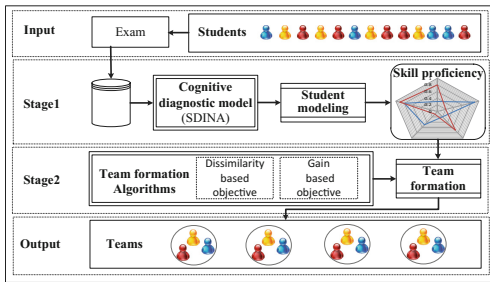 Input
Exam
Students
Stage1
Cognitive
diagnostic model
(SDINA)
Student
modeling
Skill proficiency
Stage2
Team formation
Algorithms
Dissimilarity
based
objective
Gain
based
objective
Team
formation
Output
Teams